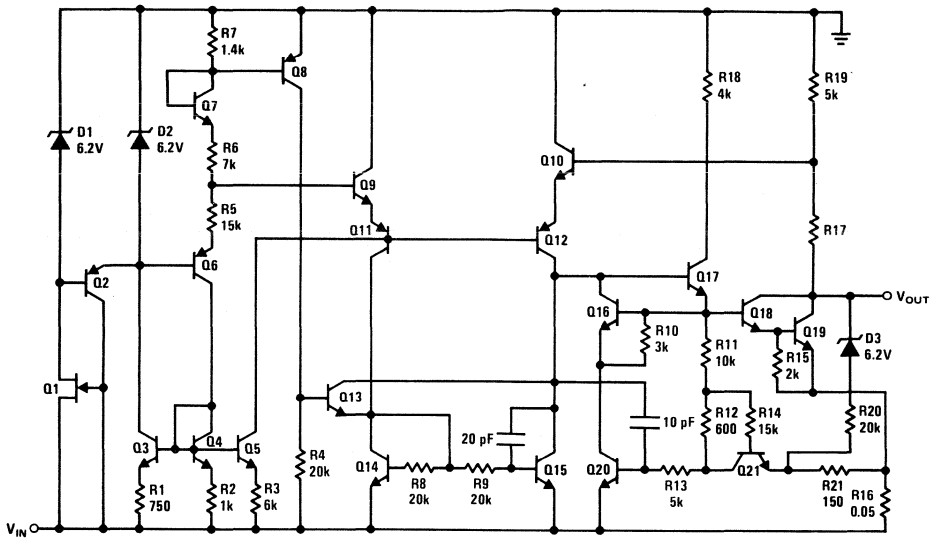 R7
1.4k
Q8
R18
4k
R19
5k
Q7
D1
6.2V
D2
6.2V
R6
7k
Q10
Q9
R5
15k
R17
Q11
Q12
Q2
Q6
Q17
VOUT
Q16
Q18
R10
3k
Q19
D3
6.2V
R11
10k
R15
2k
Q1
Q13
R12
600
R14
15k
R20
20k
20 pF
10 pF
Q3
Q4
Q5
R4
20k
Q14
R8
20k
R9
20k
Q15
Q20
Q21
R13
5k
R21
150
R16
0.05
R1
750
R2
1k
R3
6k
VIN